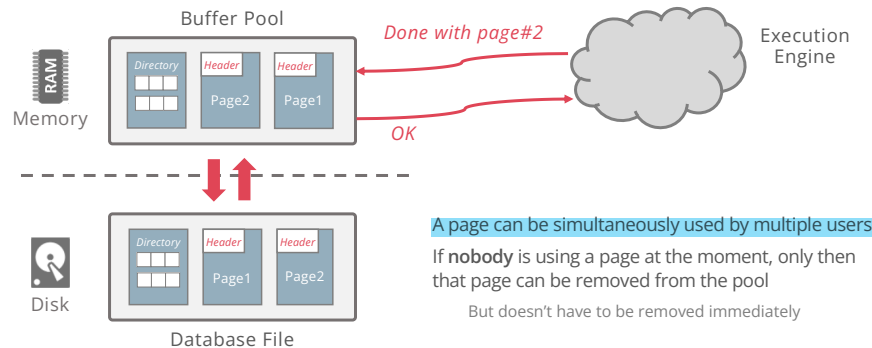 Buffer Pool
Done with page#2
Execution
Engine
RAM
Directory
Header
Page2
Header
Page1
Memory
OK
Directory
Header
Page1
Header
Page2
Disk
Database File
A page can be simultaneously used by multiple users
If nobody is using a page at the moment, only then
that page can be removed from the pool
But doesn't have to be removed immediately